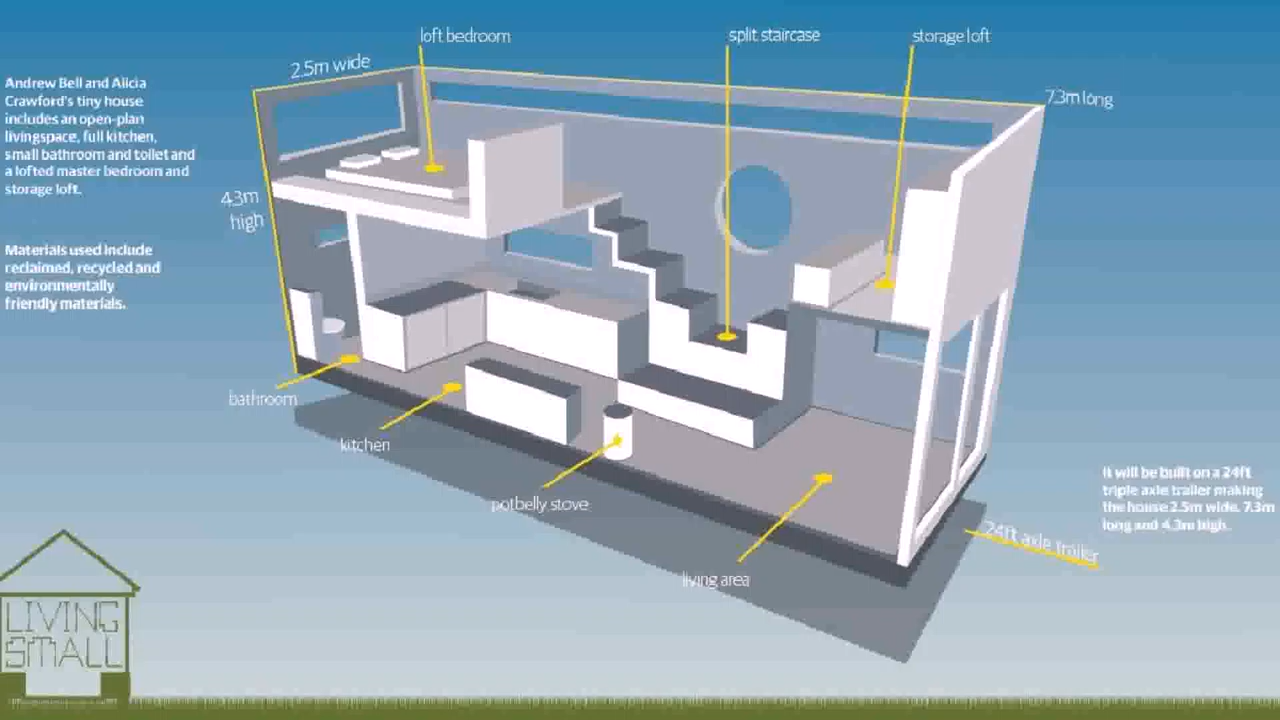 loft bedroom
split staircase
storage loft
2.5m wide
7.3m long
Andrew Bell and Alicia
Crawford's tiny house
includes an open-plan
livingspace, full kitchen,
small bathroom and toilet and
a lofted master bedroom and
storage loft.
4.3m
high
Materials used include
reclaimed, recycled and
environmentally
friendly materials.
bathroom
kitchen
potbelly stove
living area
It will be built on a 24ft
triple axle trailer making
the house 2.5m wide, 7.3m
long and 4.3m high.
24ft axle trailer
LIVING
SMALL